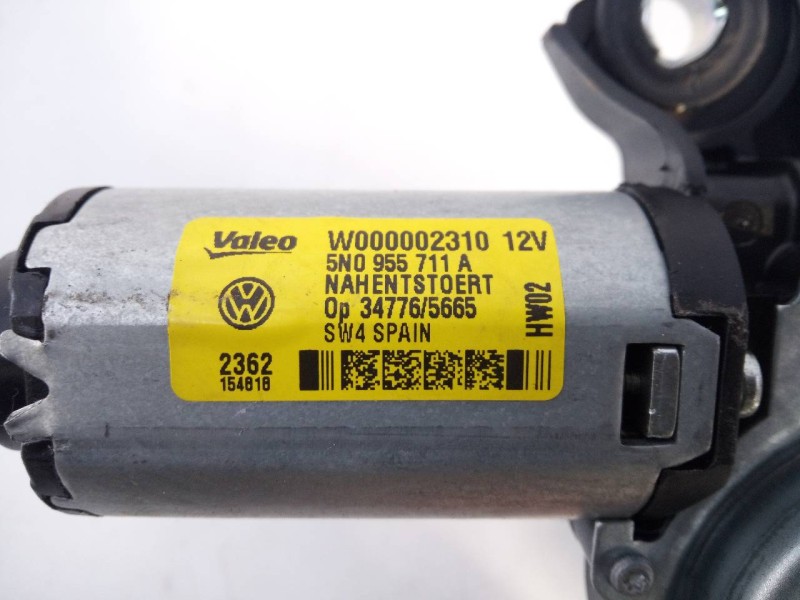 Valeo W000002310 12V
5N0 955 711 A
NAHENTSTOERT
Op 34776/5665
SW4 SPAIN
HW02
2362
154818